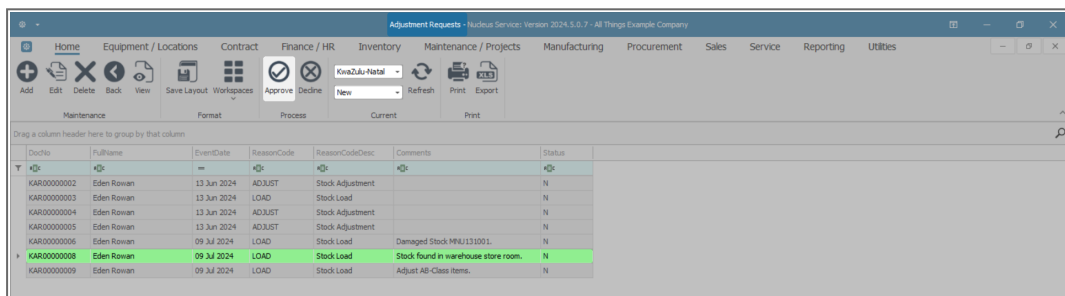 Adjustment Requests - Nucleus Service: Version 2024.5.0.7 - All Things Example Company
Home Equipment / Locations Contract Finance / HR Inventory Maintenance / Projects Manufacturing Procurement Sales Service Reporting Utilities
Add Edit Delete Back View Save Layout Workspaces Approve Decline KwaZulu-Natal New Refresh Print XLS Export
Maintenance Format Process Current Print
Drag a column header here to group by that column
DocNo FullName EventDate ReasonCode ReasonCodeDesc Comments Status
KAR00000002 Eden Rowan 13 Jun 2024 ADJUST Stock Adjustment N
KAR00000003 Eden Rowan 13 Jun 2024 LOAD Stock Load N
KAR00000004 Eden Rowan 13 Jun 2024 ADJUST Stock Adjustment N
KAR00000005 Eden Rowan 13 Jun 2024 ADJUST Stock Adjustment N
KAR00000006 Eden Rowan 09 Jul 2024 LOAD Stock Load Damaged Stock MNU131001. N
KAR00000008 Eden Rowan 09 Jul 2024 LOAD Stock Load Stock found in warehouse store room. N
KAR00000009 Eden Rowan 09 Jul 2024 LOAD Stock Load Adjust AB-Class items. N